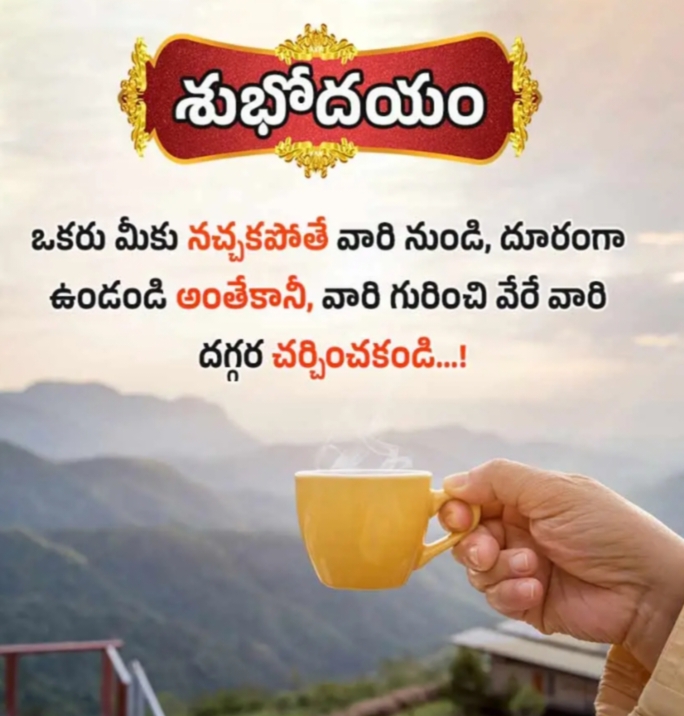 శుభోదయం
ఒకరు మీకు నచ్చకపోతే వారి నుండి, దూరంగా
ఉండండి అంతేకానీ, వారి గురించి వేరే వారి
దగ్గర చర్చించకండి...!